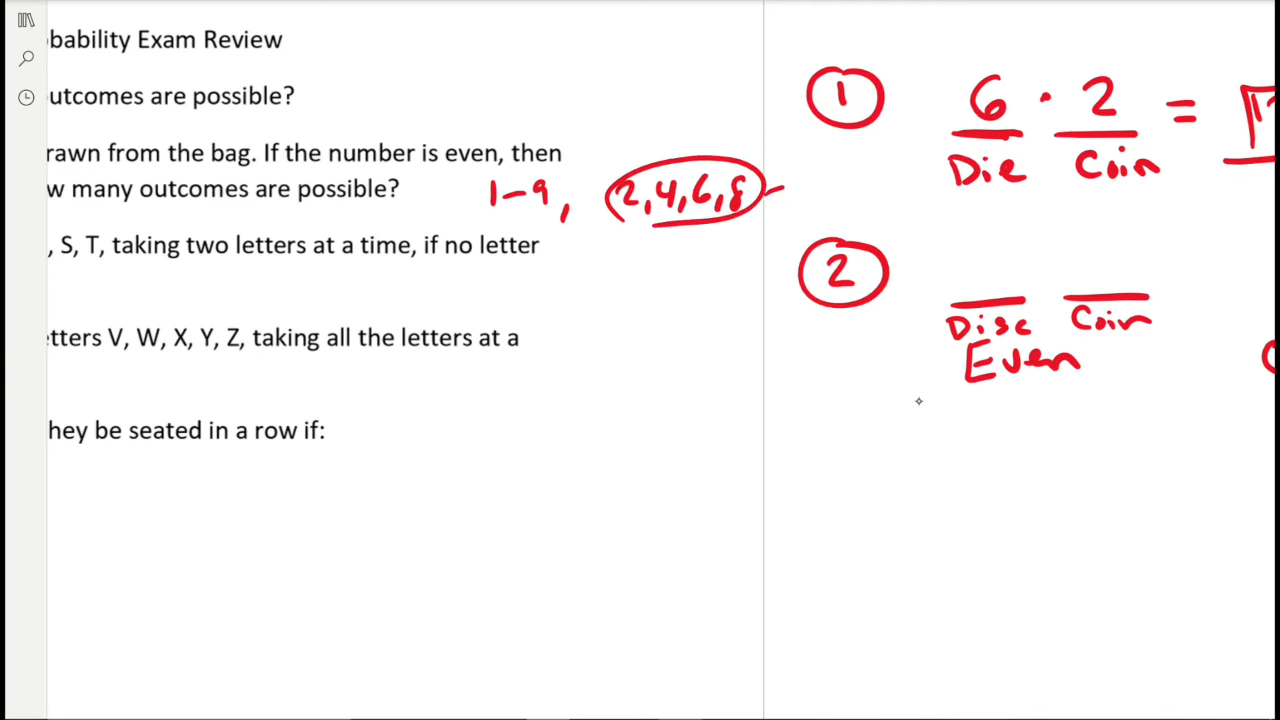 bability Exam Review
utcomes are possible?
rawn from the bag. If the number is even, then
w many outcomes are possible?
1-9, 2,4,6,8
, S, T, taking two letters at a time, if no letter
etters V, W, X, Y, Z, taking all the letters at a
hey be seated in a row if:
1 6 · 2 =
Die Coin
2
Disc Coin
Even